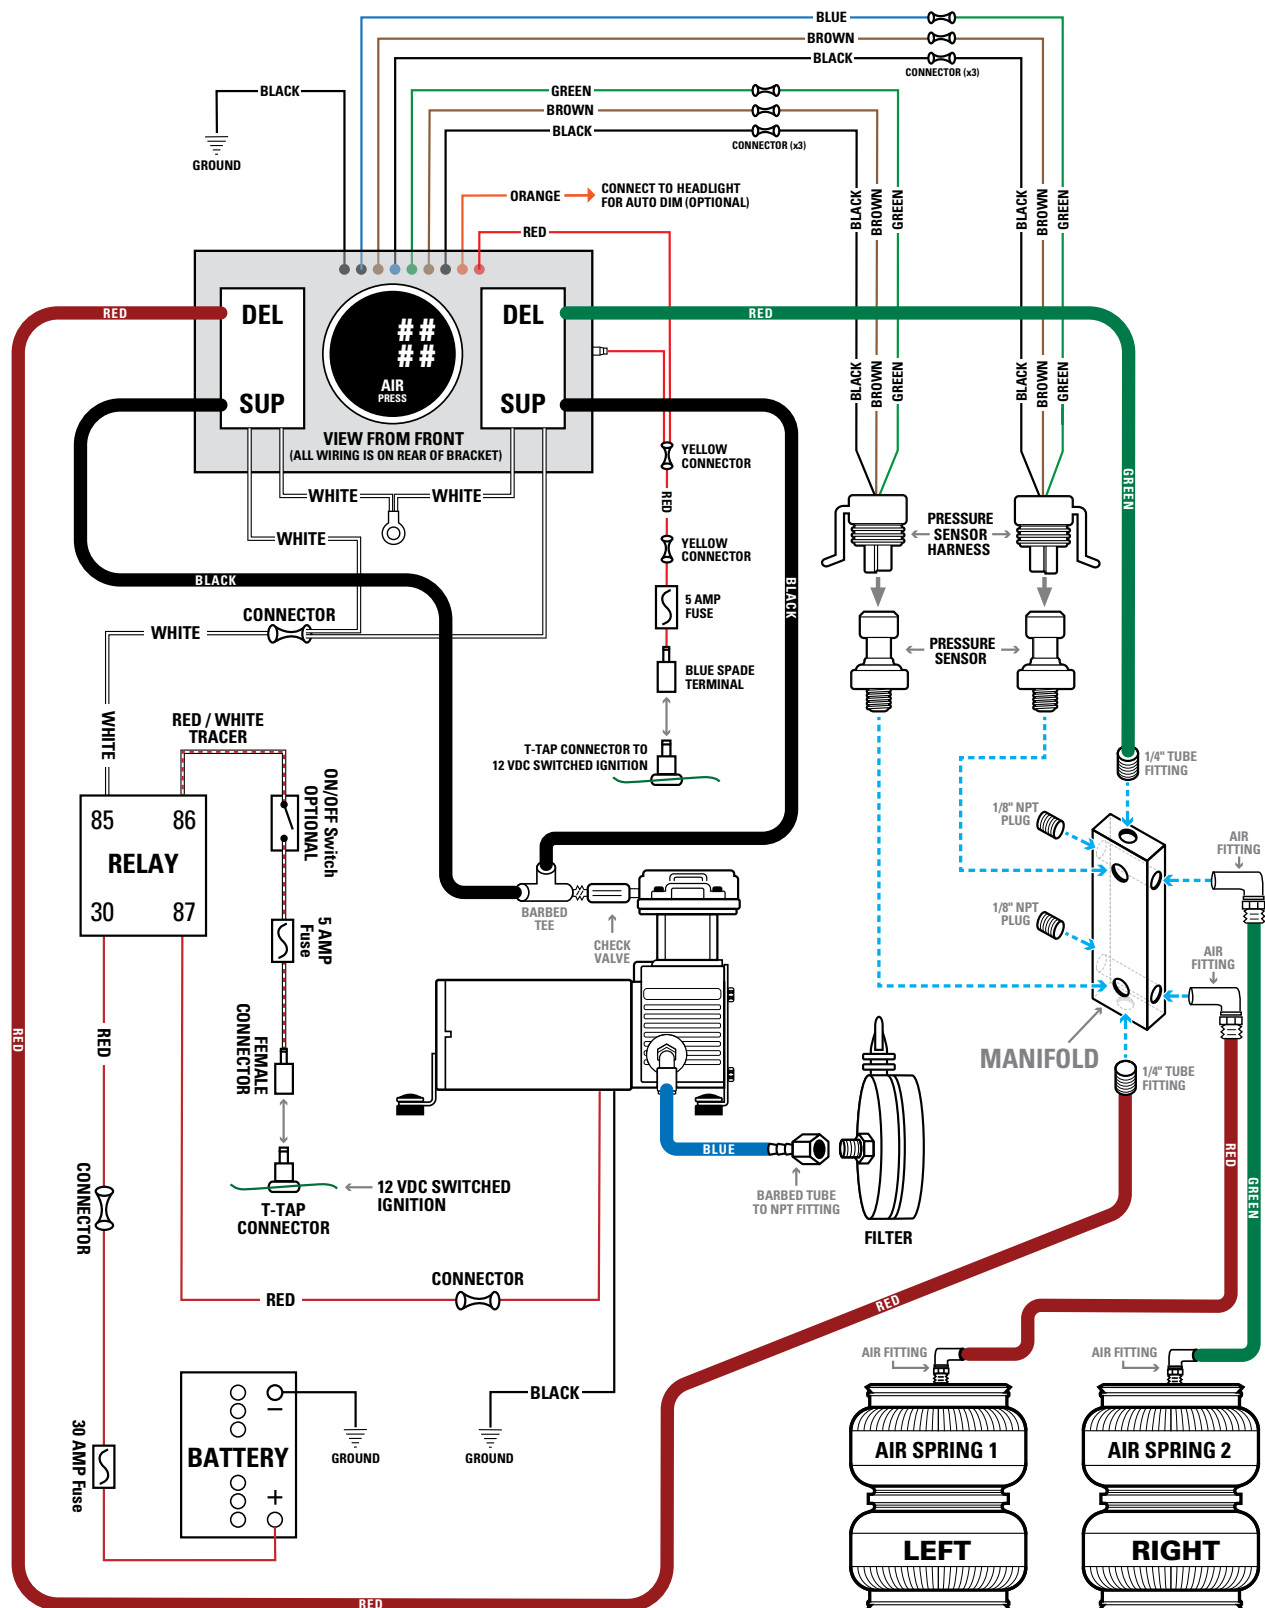 BLUE
BROWN
BLACK
CONNECTOR (x3)
BLACK
GROUND
GREEN
BROWN
BLACK
CONNECTOR (x3)
ORANGE
CONNECT TO HEADLIGHT
FOR AUTO DIM (OPTIONAL)
RED
BLACK
BROWN
GREEN
BLACK
BROWN
GREEN
RED
DEL
SUP
##
##
AIR
PRESS
DEL
SUP
VIEW FROM FRONT
(ALL WIRING IS ON REAR OF BRACKET)
RED
BLACK
BROWN
GREEN
BLACK
BROWN
GREEN
GREEN
WHITE
WHITE
WHITE
YELLOW
CONNECTOR
RED
YELLOW
CONNECTOR
5 AMP
FUSE
BLUE SPADE
TERMINAL
T-TAP CONNECTOR TO
12 VDC SWITCHED IGNITION
BLACK
BLACK
PRESSURE
SENSOR
HARNESS
PRESSURE
SENSOR
CONNECTOR
WHITE
WHITE
RED / WHITE
TRACER
ON/OFF Switch
OPTIONAL
85
86
RELAY
30
87
5 AMP
Fuse
FEMALE
CONNECTOR
T-TAP
CONNECTOR
12 VDC SWITCHED
IGNITION
RED
RED
CONNECTOR
BARBED
TEE
CHECK
VALVE
1/4" TUBE
FITTING
1/8" NPT
PLUG
AIR
FITTING
1/8" NPT
PLUG
AIR
FITTING
MANIFOLD
1/4" TUBE
FITTING
BLUE
BARBED TUBE
TO NPT FITTING
FILTER
RED
GREEN
RED
CONNECTOR
RED
BLACK
GROUND
30 AMP Fuse
BATTERY
−
+
GROUND
RED
AIR FITTING
AIR FITTING
AIR SPRING 1
LEFT
AIR SPRING 2
RIGHT